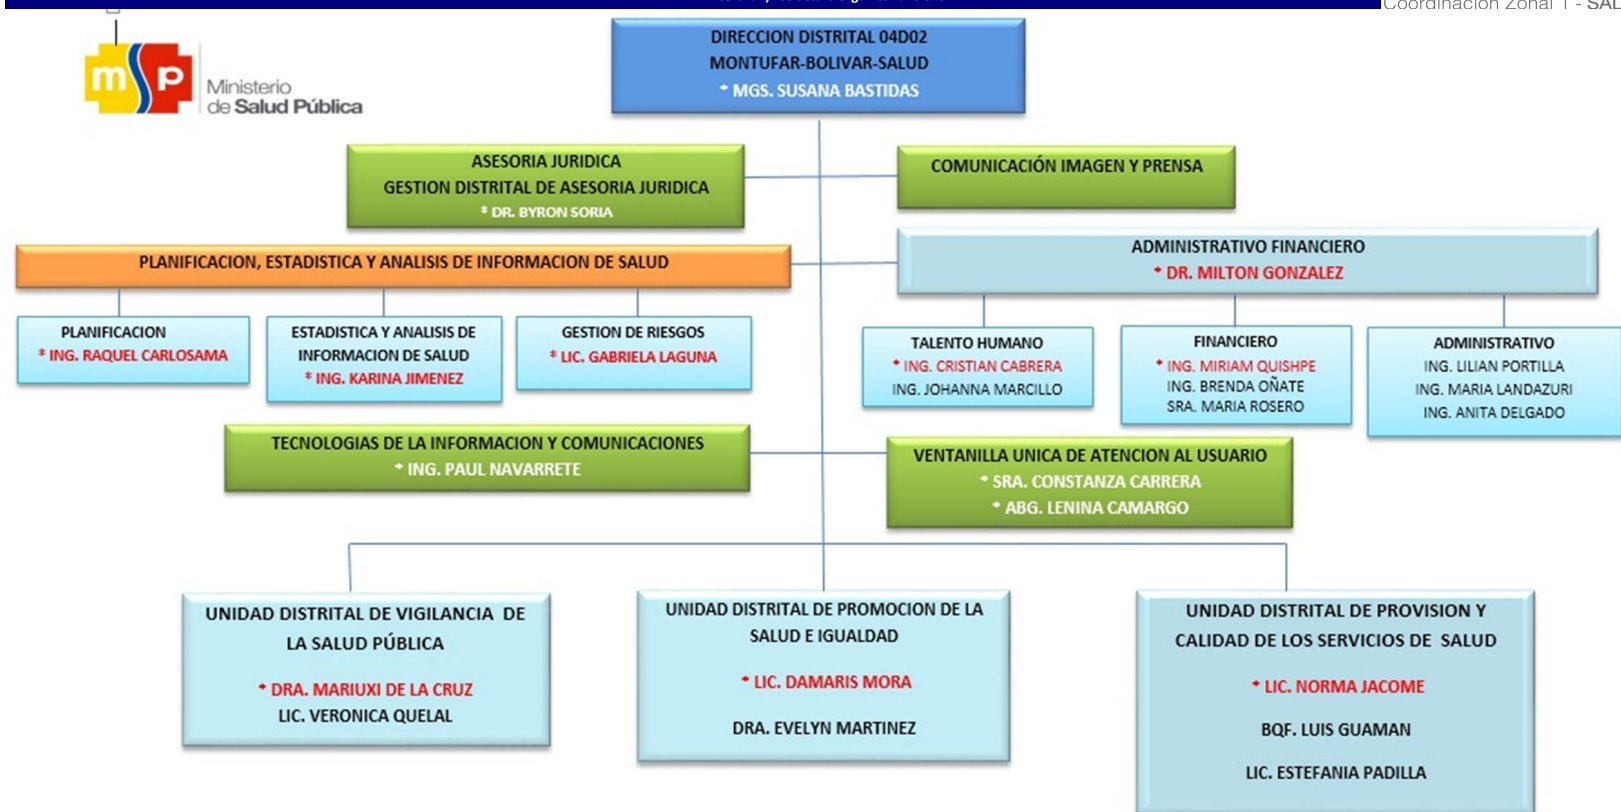 Coordinación Zonal 1 - SAL
msp
Ministerio
de Salud Pública
DIRECCION DISTRITAL 04D02
MONTUFAR-BOLIVAR-SALUD
* MGS. SUSANA BASTIDAS
ASESORIA JURIDICA
GESTION DISTRITAL DE ASESORIA JURIDICA
* DR. BYRON SORIA
COMUNICACIÓN IMAGEN Y PRENSA
PLANIFICACION, ESTADISTICA Y ANALISIS DE INFORMACION DE SALUD
ADMINISTRATIVO FINANCIERO
* DR. MILTON GONZALEZ
PLANIFICACION
* ING. RAQUEL CARLOSAMA
ESTADISTICA Y ANALISIS DE
INFORMACION DE SALUD
* ING. KARINA JIMENEZ
GESTION DE RIESGOS
* LIC. GABRIELA LAGUNA
TALENTO HUMANO
* ING. CRISTIAN CABRERA
ING. JOHANNA MARCILLO
FINANCIERO
* ING. MIRIAM QUISHPE
ING. BRENDA OÑATE
SRA. MARIA ROSERO
ADMINISTRATIVO
ING. LILIAN PORTILLA
ING. MARIA LANDAZURI
ING. ANITA DELGADO
TECNOLOGIAS DE LA INFORMACION Y COMUNICACIONES
* ING. PAUL NAVARRETE
VENTANILLA UNICA DE ATENCION AL USUARIO
* SRA. CONSTANZA CARRERA
* ABG. LENINA CAMARGO
UNIDAD DISTRITAL DE VIGILANCIA DE
LA SALUD PÚBLICA
* DRA. MARIUXI DE LA CRUZ
LIC. VERONICA QUELAL
UNIDAD DISTRITAL DE PROMOCION DE LA
SALUD E IGUALDAD
* LIC. DAMARIS MORA
DRA. EVELYN MARTINEZ
UNIDAD DISTRITAL DE PROVISION Y
CALIDAD DE LOS SERVICIOS DE SALUD
* LIC. NORMA JACOME
BQF. LUIS GUAMAN
LIC. ESTEFANIA PADILLA